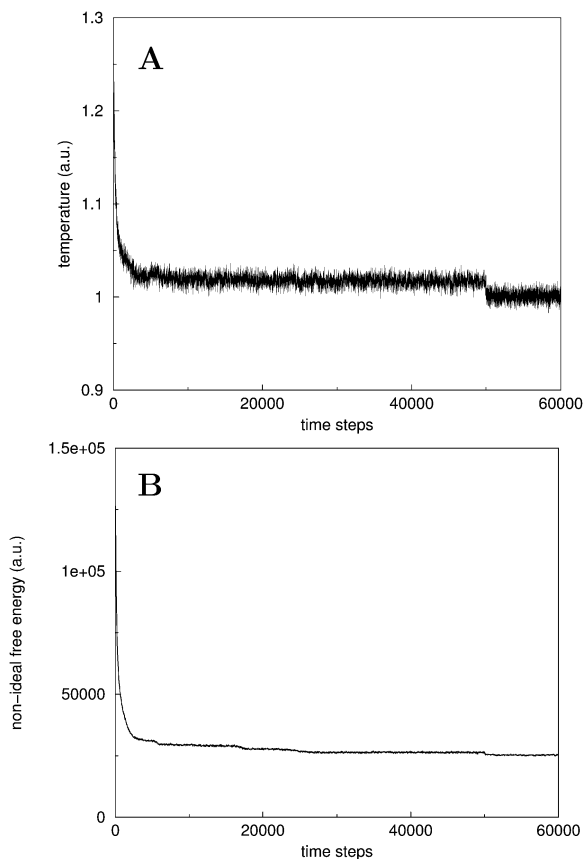 1.3
A
1.2
temperature (a.u.)
1.1
1
0.9
0 20000 40000 60000
time steps
1.5e+05
B
1e+05
non−ideal free energy (a.u.)
50000
0
0 20000 40000 60000
time steps